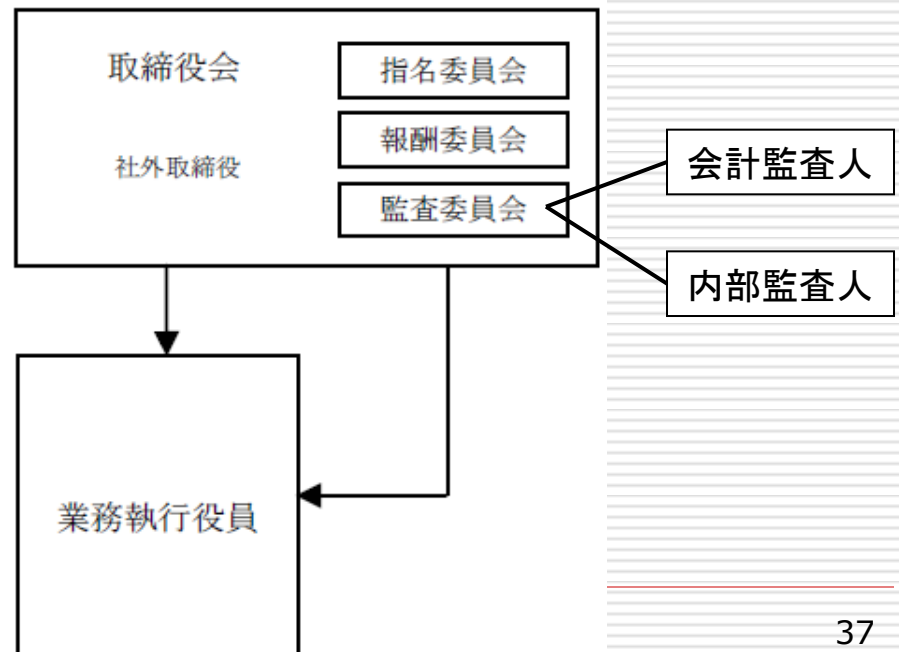 取締役会
社外取締役
指名委員会
報酬委員会
監査委員会
会計監査人
内部監査人
業務執行役員
37